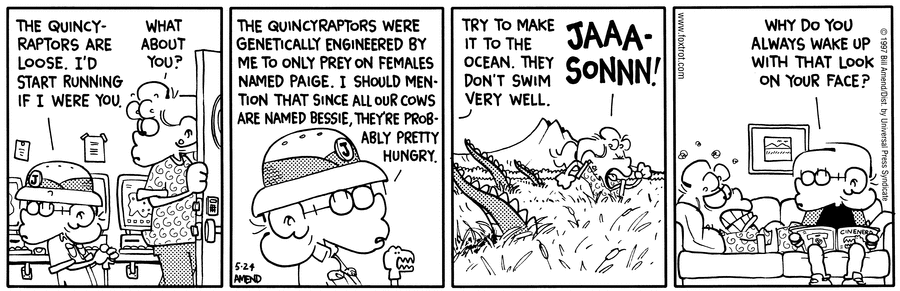 THE QUINCY-
RAPTORS ARE
LOOSE. I'D
START RUNNING
IF I WERE YOU.
WHAT
ABOUT
YOU?
THE QUINCYRAPTORS WERE
GENETICALLY ENGINEERED BY
ME TO ONLY PREY ON FEMALES
NAMED PAIGE. I SHOULD MEN-
TION THAT SINCE ALL OUR COWS
ARE NAMED BESSIE, THEY'RE PROB-
ABLY PRETTY
HUNGRY.
J
5-24
AMEND
TRY TO MAKE
IT TO THE
OCEAN. THEY
DON'T SWIM
VERY WELL.
JAAA-
SONNN!
www.foxtrot.com
WHY DO YOU
ALWAYS WAKE UP
WITH THAT LOOK
ON YOUR FACE?
© 1997 Bill Amend/Dist. by Universal Press Syndicate